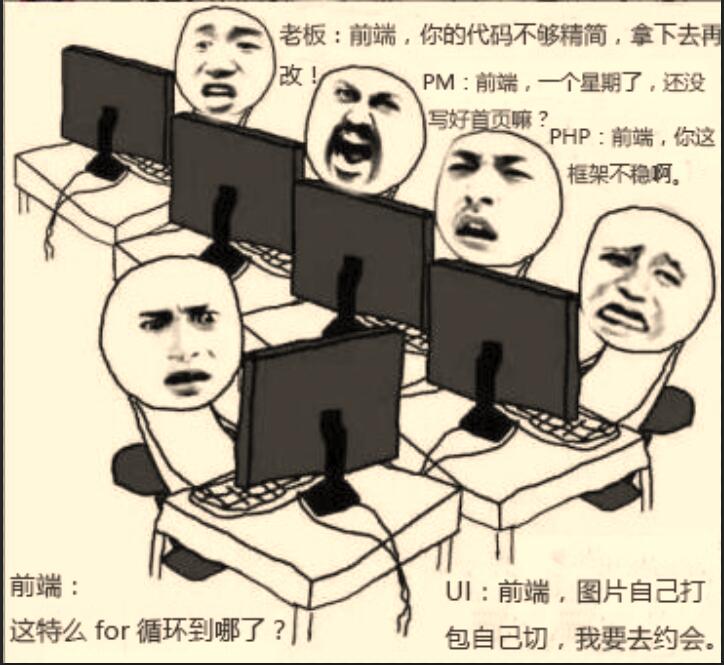 老板：前端，你的代码不够精简，拿下去再
改！
PM：前端，一个星期了，还没
写好首页嘛？
PHP：前端，你这
框架不稳啊。
前端：
这特么 for 循环到哪了？
UI：前端，图片自己打
包自己切，我要去约会。